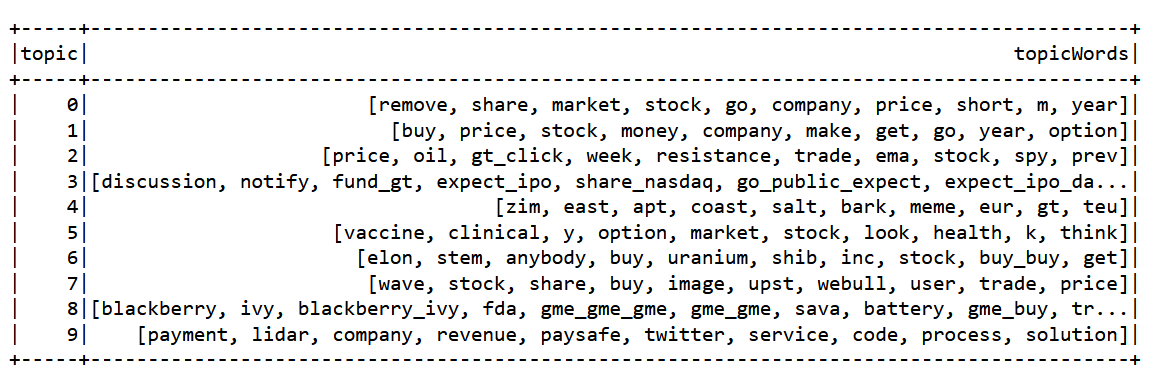 +-----+------------------------------------------------------------------------------------------+
|topic|                                                                                topicWords|
+-----+------------------------------------------------------------------------------------------+
|    0|                        [remove, share, market, stock, go, company, price, short, m, year]|
|    1|                          [buy, price, stock, money, company, make, get, go, year, option]|
|    2|                    [price, oil, gt_click, week, resistance, trade, ema, stock, spy, prev]|
|    3|[discussion, notify, fund_gt, expect_ipo, share_nasdaq, go_public_expect, expect_ipo_da...|
|    4|                                   [zim, east, apt, coast, salt, bark, meme, eur, gt, teu]|
|    5|                     [vaccine, clinical, y, option, market, stock, look, health, k, think]|
|    6|                       [elon, stem, anybody, buy, uranium, shib, inc, stock, buy_buy, get]|
|    7|                        [wave, stock, share, buy, image, upst, webull, user, trade, price]|
|    8|[blackberry, ivy, blackberry_ivy, fda, gme_gme_gme, gme_gme, sava, battery, gme_buy, tr...|
|    9|    [payment, lidar, company, revenue, paysafe, twitter, service, code, process, solution]|
+-----+------------------------------------------------------------------------------------------+